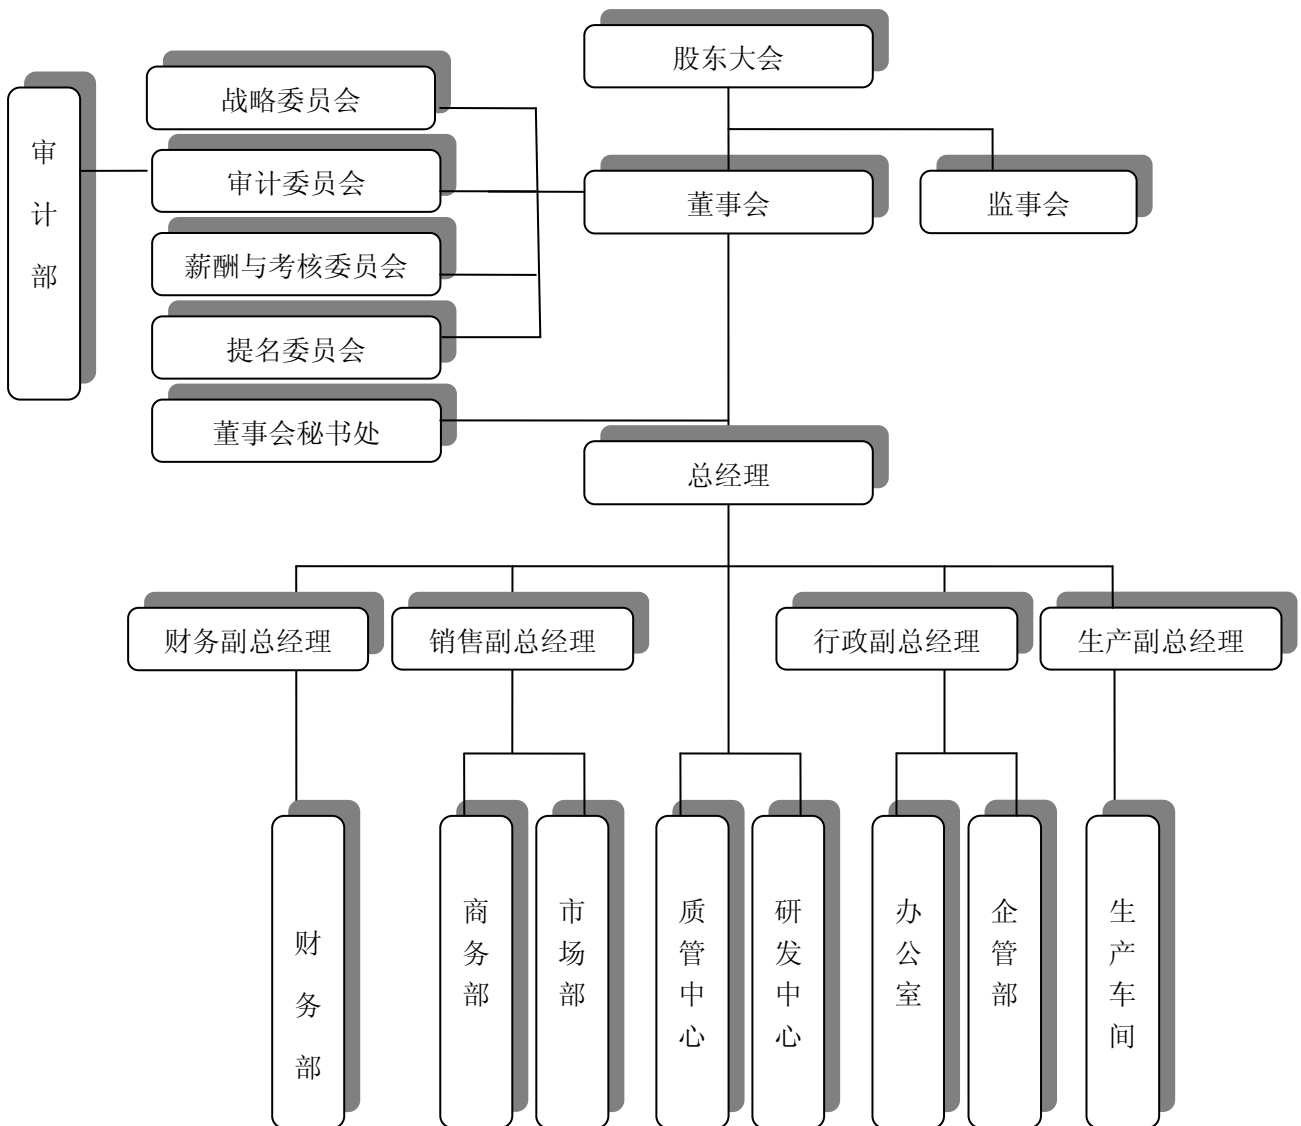 股东大会
战略委员会
审计部
审计委员会
董事会
监事会
薪酬与考核委员会
提名委员会
董事会秘书处
总经理
财务副总经理
销售副总经理
行政副总经理
生产副总经理
财务部
商务部
市场部
质管中心
研发中心
办公室
企管部
生产车间